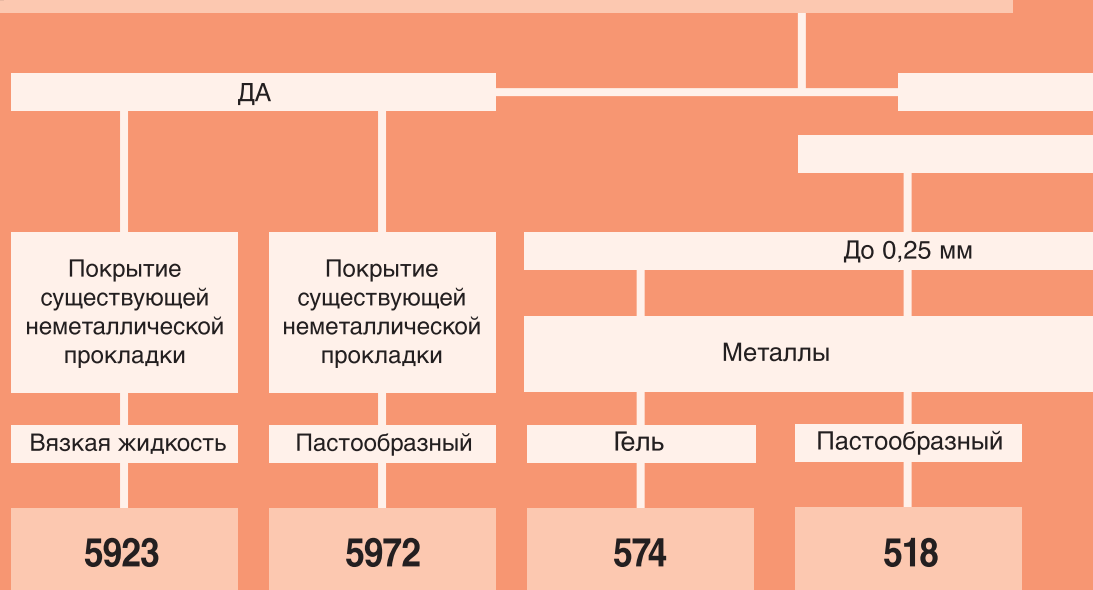 ДА
До 0,25 мм
Покрытие
существующей
неметаллической
прокладки
Покрытие
существующей
неметаллической
прокладки
Металлы
Вязкая жидкость
Пастообразный
Гель
Пастообразный
5923
5972
574
518